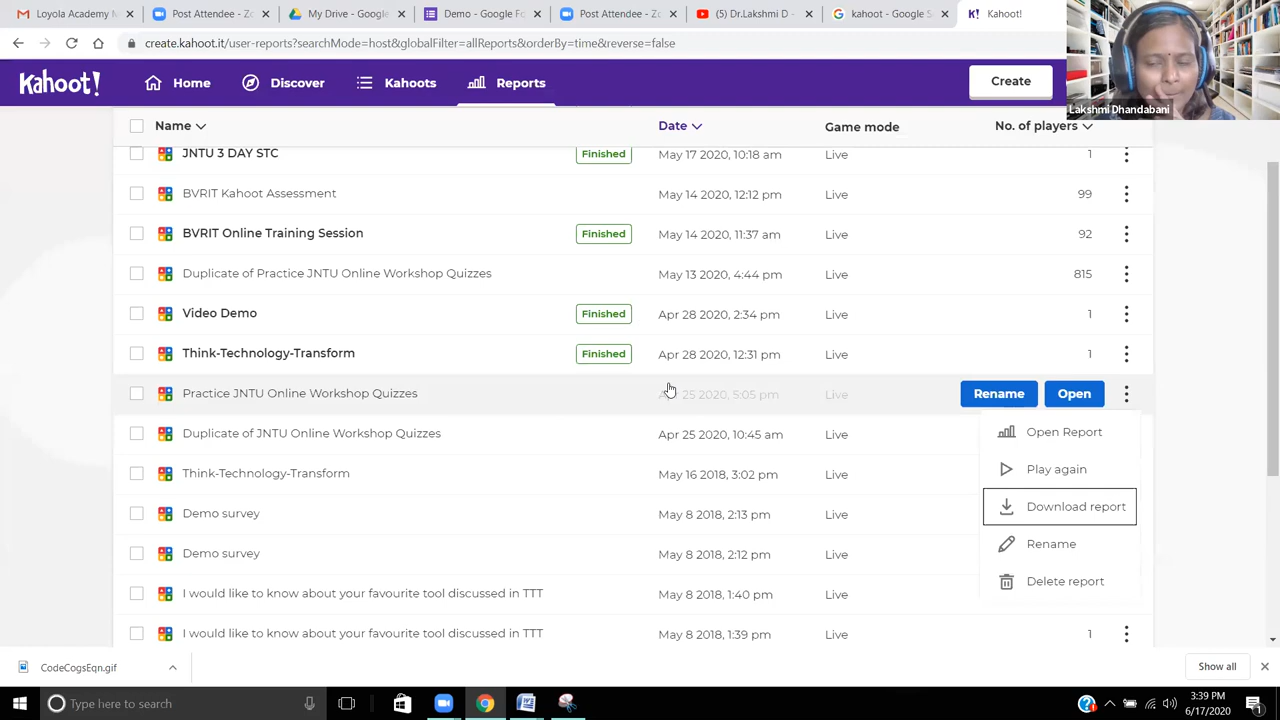 Loyola Academy M
Post Attendee - Zo
My Drive - Google
Demo - Google Fo
Post Attendee - Zo
(5) Dr.Lakshmi D -
kahoot - Google S
Kahoot!
create.kahoot.it/user-reports?searchMode=host&globalFilter=allReports&orderBy=time&reverse=false
Kahoot!
Home
Discover
Kahoots
Reports
Create
Lakshmi Dhandabani
Name
Date
Game mode
No. of players
JNTU 3 DAY STC Finished May 17 2020, 10:18 am Live 1
BVRIT Kahoot Assessment May 14 2020, 12:12 pm Live 99
BVRIT Online Training Session Finished May 14 2020, 11:37 am Live 92
Duplicate of Practice JNTU Online Workshop Quizzes May 13 2020, 4:44 pm Live 815
Video Demo Finished Apr 28 2020, 2:34 pm Live 1
Think-Technology-Transform Finished Apr 28 2020, 12:31 pm Live 1
Practice JNTU Online Workshop Quizzes 25 2020, 5:05 pm Live Rename Open
Duplicate of JNTU Online Workshop Quizzes Apr 25 2020, 10:45 am Live
Think-Technology-Transform May 16 2018, 3:02 pm Live
Demo survey May 8 2018, 2:13 pm Live
Demo survey May 8 2018, 2:12 pm Live
I would like to know about your favourite tool discussed in TTT May 8 2018, 1:40 pm Live
I would like to know about your favourite tool discussed in TTT May 8 2018, 1:39 pm Live 1
Open Report
Play again
Download report
Rename
Delete report
CodeCogsEqn.gif
Show all
Type here to search
3:39 PM
6/17/2020
1